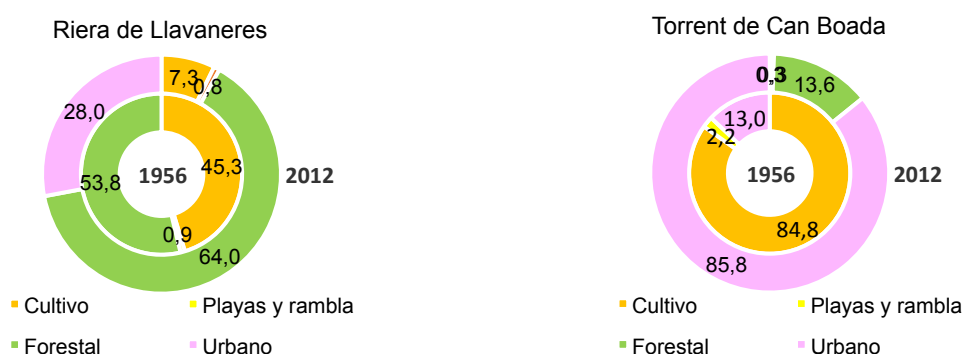 Riera de Llavaneres
7,3
0,8
28,0
45,3
53,8
1956
2012
0,9
64,0
Cultivo
Playas y rambla
Forestal
Urbano
Torrent de Can Boada
0,3
13,6
13,0
2,2
1956
2012
84,8
85,8
Cultivo
Playas y rambla
Forestal
Urbano